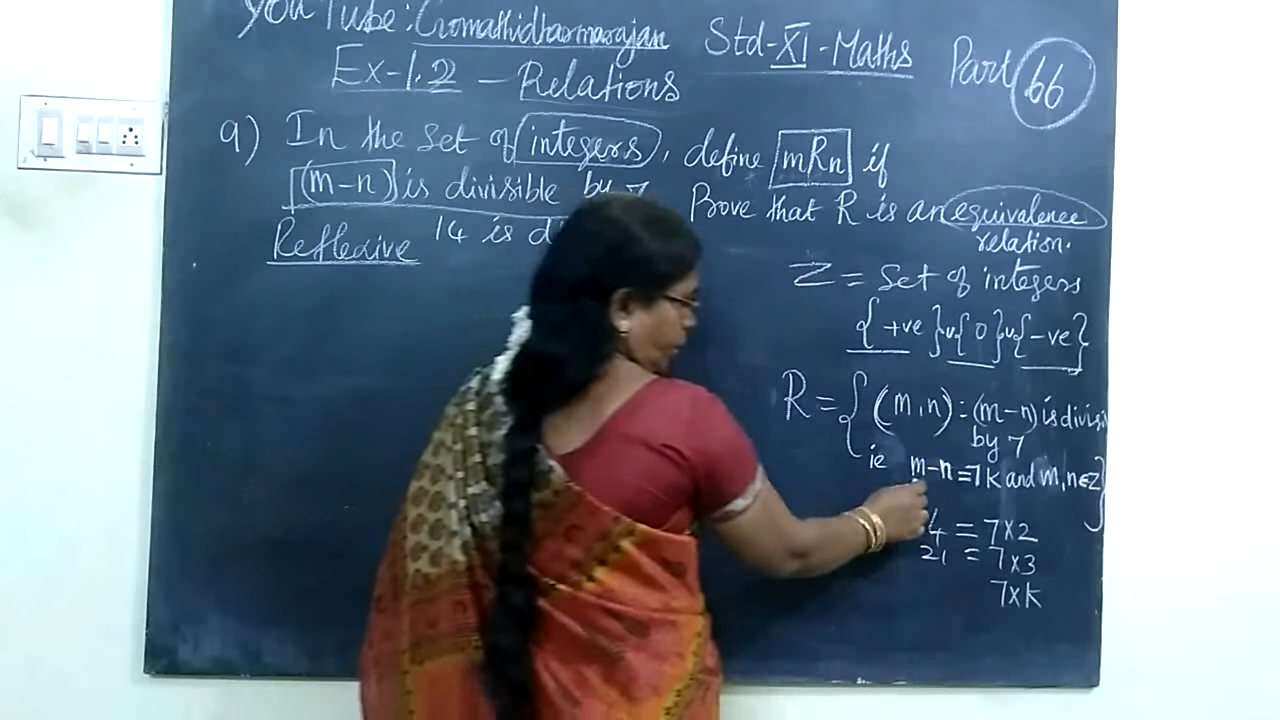 YouTube: Gomathidharmarajan Std-XI-Maths Part 66
Ex-1.2 - Relations
9) In the set of integers, define mRn if
(m-n) is divisible by 7 Prove that R is an equivalence
relation.
Reflexive 14 is
Z = Set of integers
{+ve}∪{0}∪{-ve}
R = {(m,n):(m-n) is
by 7
ie m-n=7k and m,n∈Z}
4 = 7×2
21 = 7×3
7×k